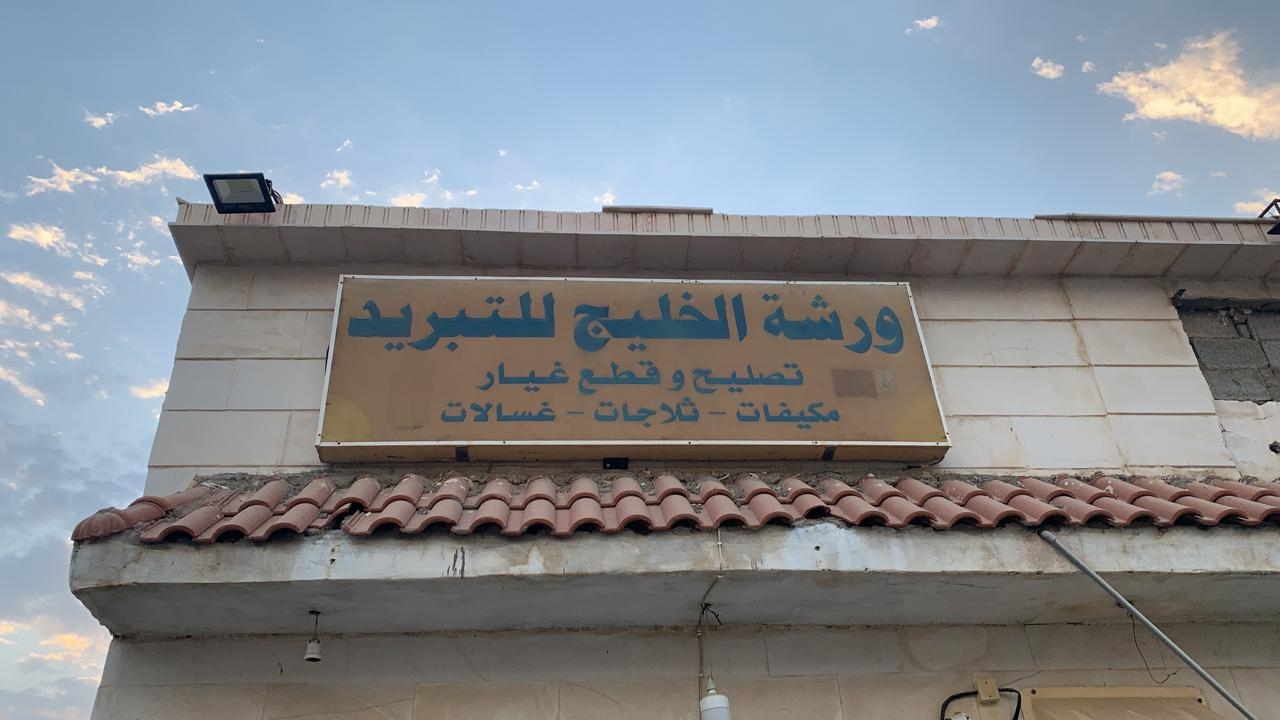 ورشة الخليج للتبريد
تصليح و قطع غيار
مكيفات - ثلاجات - غسالات